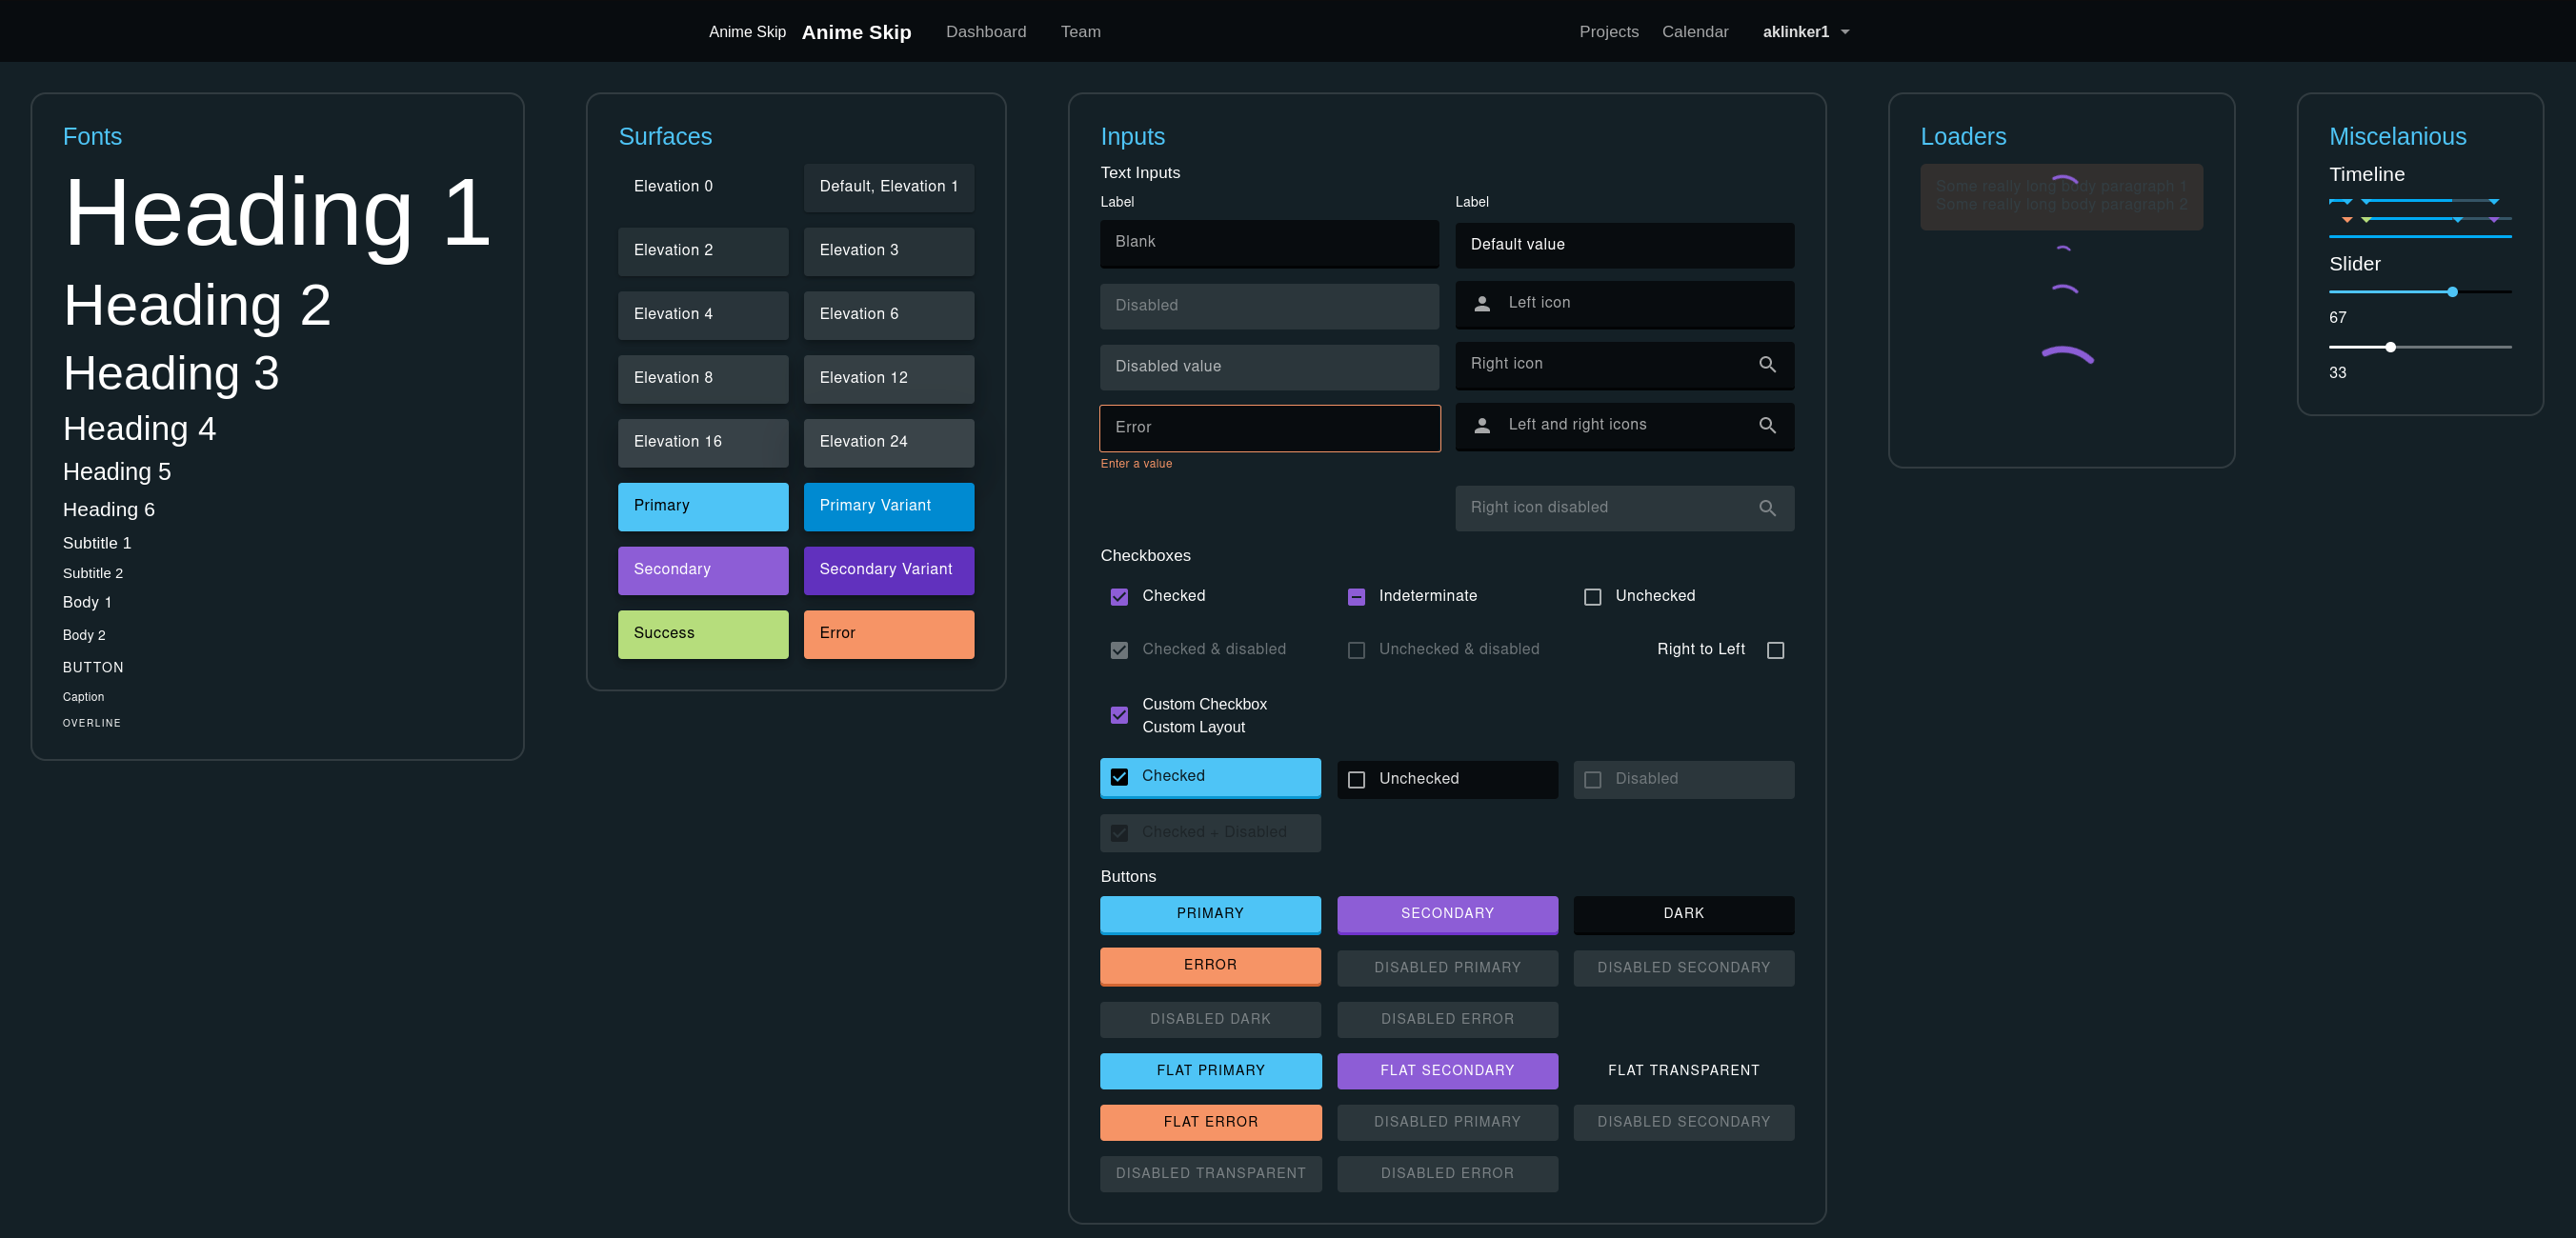 Anime Skip Anime Skip Dashboard Team Projects Calendar aklinker1
Fonts
Heading 1
Heading 2
Heading 3
Heading 4
Heading 5
Heading 6
Subtitle 1
Subtitle 2
Body 1
Body 2
BUTTON
Caption
OVERLINE
Surfaces
Elevation 0 Default, Elevation 1
Elevation 2 Elevation 3
Elevation 4 Elevation 6
Elevation 8 Elevation 12
Elevation 16 Elevation 24
Primary Primary Variant
Secondary Secondary Variant
Success Error
Inputs
Text Inputs
Label Label
Blank Default value
Disabled Left icon
Disabled value Right icon
Error Left and right icons
Enter a value
Right icon disabled
Checkboxes
Checked Indeterminate Unchecked
Checked & disabled Unchecked & disabled Right to Left
Custom Checkbox
Custom Layout
Checked Unchecked Disabled
Checked + Disabled
Buttons
PRIMARY SECONDARY DARK
ERROR DISABLED PRIMARY DISABLED SECONDARY
DISABLED DARK DISABLED ERROR
FLAT PRIMARY FLAT SECONDARY FLAT TRANSPARENT
FLAT ERROR DISABLED PRIMARY DISABLED SECONDARY
DISABLED TRANSPARENT DISABLED ERROR
Loaders
Some really long body paragraph 1
Some really long body paragraph 2
Miscelanious
Timeline
Slider
67
33